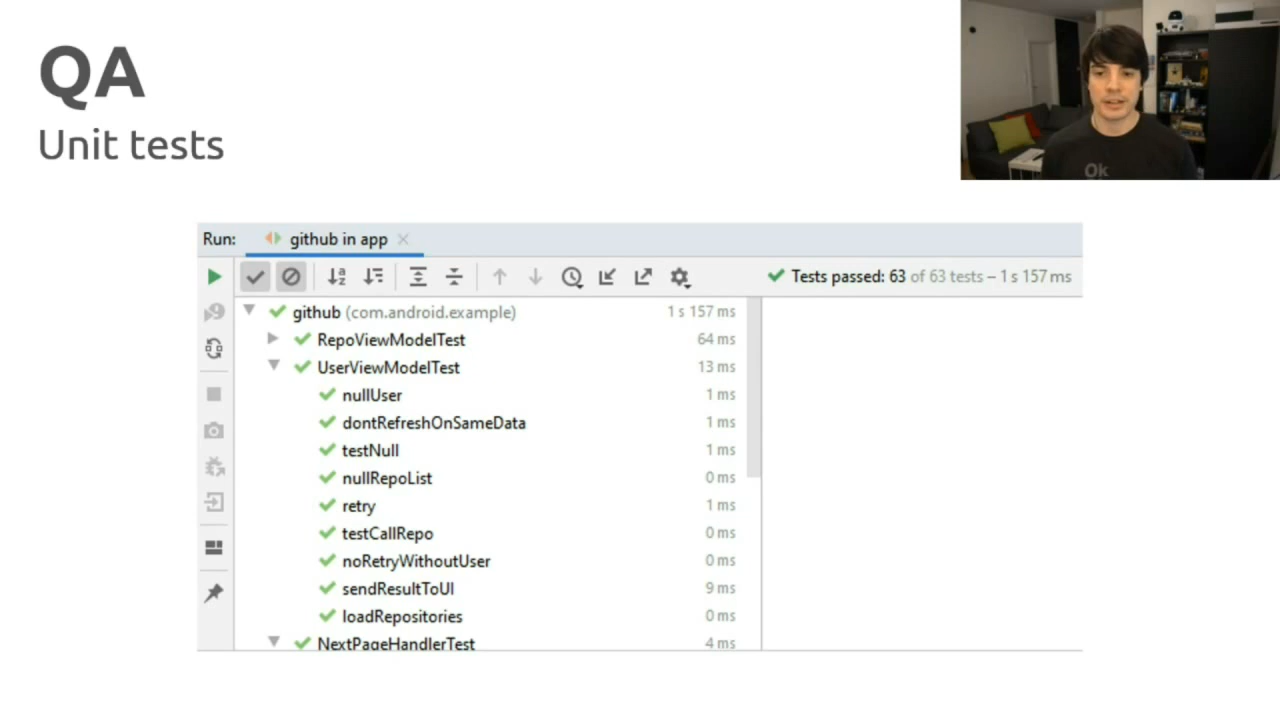 QA
Unit tests
Ok
Run: github in app
Tests passed: 63 of 63 tests – 1 s 157 ms
github (com.android.example) 1 s 157 ms
RepoViewModelTest 64 ms
UserViewModelTest 13 ms
nullUser 1 ms
dontRefreshOnSameData 1 ms
testNull 1 ms
nullRepoList 0 ms
retry 1 ms
testCallRepo 0 ms
noRetryWithoutUser 0 ms
sendResultToUI 9 ms
loadRepositories 0 ms
NextPageHandlerTest 4 ms